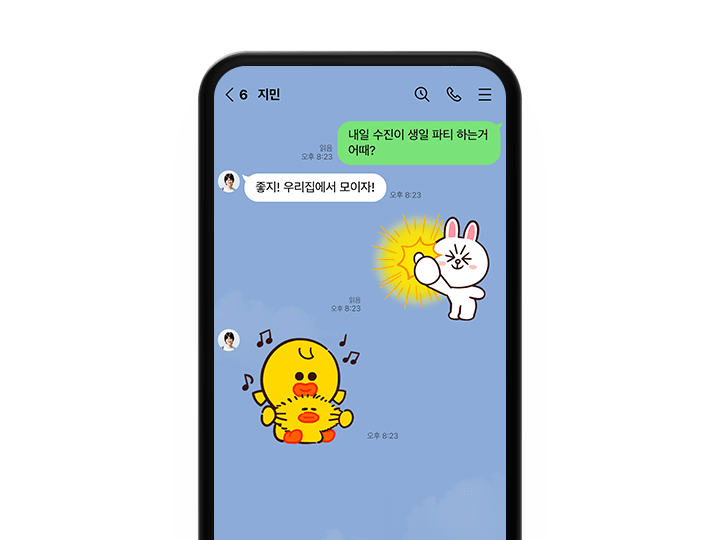 6 지민
내일 수진이 생일 파티 하는거
어때?
읽음
오후 8:23
좋지! 우리집에서 모이자!
오후 8:23
읽음
오후 8:23
오후 8:23